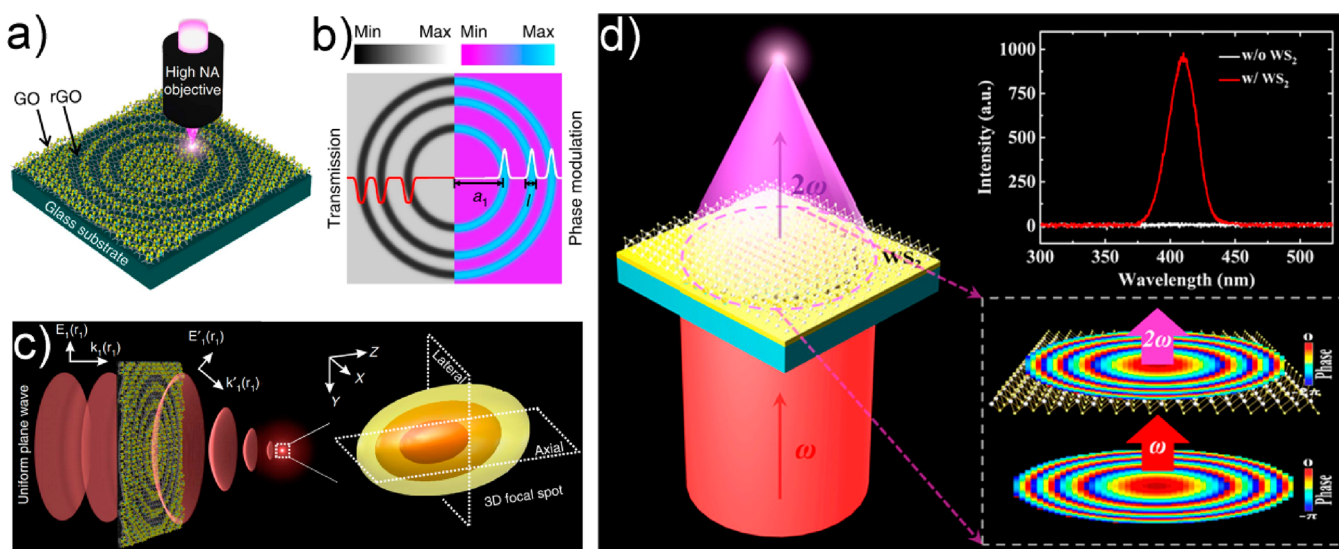 a)
High NA
objective
GO
rGO
Glass substrate
b)
Min
Max
Min
Max
Transmission
Phase modulation
a₁
l
c)
E₁(r₁)
k₁(r₁)
E'₁(r₁)
k'₁(r₁)
Uniform plane wave
Z
X
Y
Lateral
Axial
3D focal spot
d)
2ω
WS₂
ω
1000
750
500
250
0
Intensity (a.u.)
w/o WS₂
w/ WS₂
300
350
400
450
500
Wavelength (nm)
2ω
0
Phase
ω
0
Phase
-π